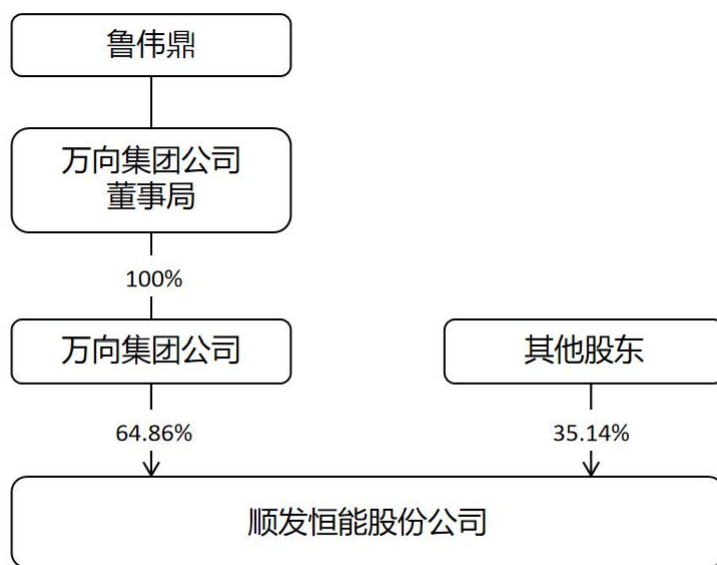 鲁伟鼎
万向集团公司
董事局
100%
万向集团公司
其他股东
64.86%
35.14%
顺发恒能股份公司